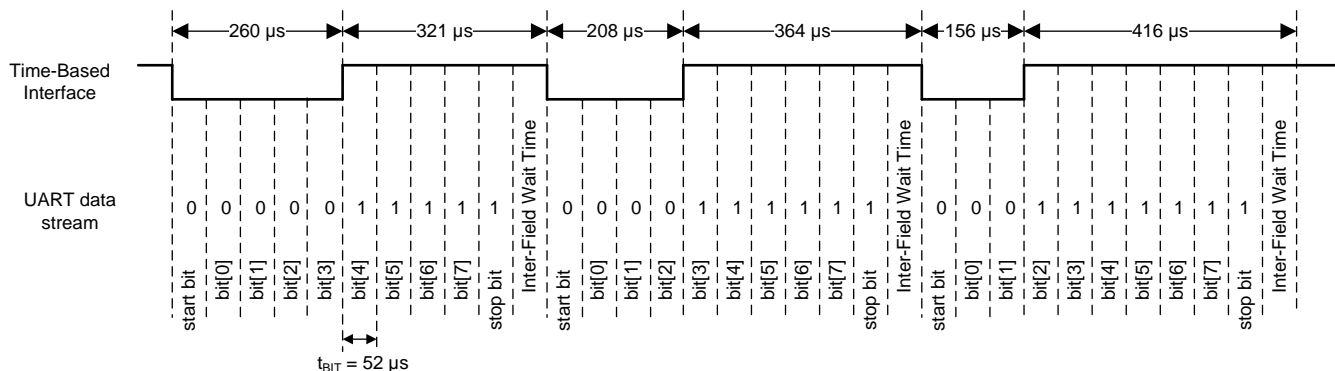 260 µs 321 µs 208 µs 364 µs 156 µs 416 µs
Time-Based
Interface
UART data
stream
0 0 0 0 0 1 1 1 1 1 0 0 0 0 1 1 1 1 1 1 0 0 0 1 1 1 1 1 1 1
start bit
bit[0]
bit[1]
bit[2]
bit[3]
bit[4]
bit[5]
bit[6]
bit[7]
stop bit
Inter-Field Wait Time
start bit
bit[0]
bit[1]
bit[2]
bit[3]
bit[4]
bit[5]
bit[6]
bit[7]
stop bit
Inter-Field Wait Time
start bit
bit[0]
bit[1]
bit[2]
bit[3]
bit[4]
bit[5]
bit[6]
bit[7]
stop bit
Inter-Field Wait Time
tBIT = 52 µs